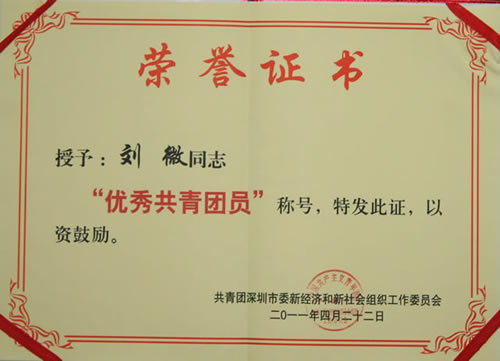 荣誉证书
授予：刘 微同志
“优秀共青团员”称号，特发此证，以
资鼓励。
共青团深圳市委新经济和新社会组织工作委员会
二〇一一年四月二十二日